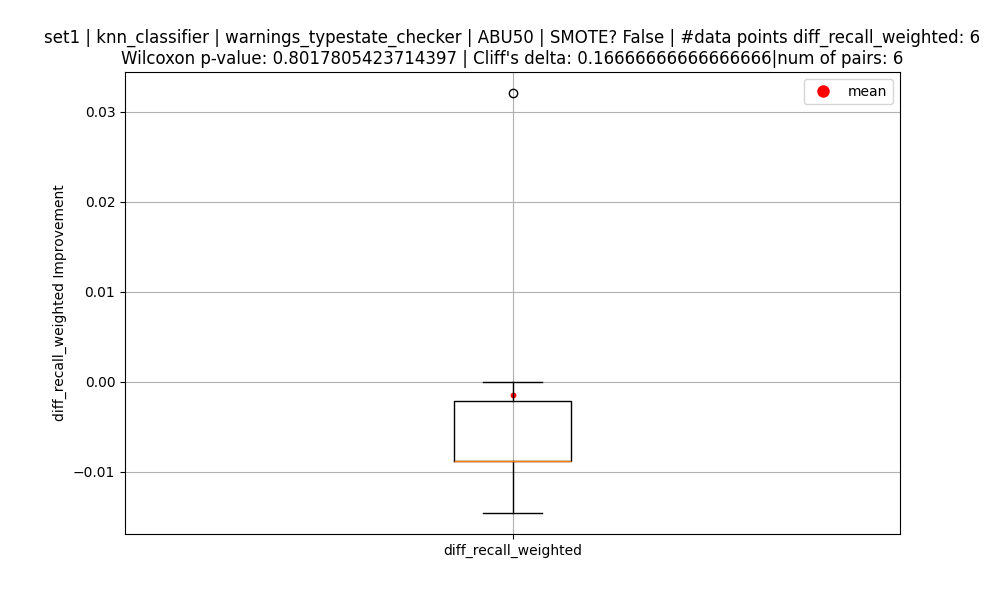 set1 | knn_classifier | warnings_typestate_checker | ABU50 | SMOTE? False | #data points diff_recall_weighted: 6
Wilcoxon p-value: 0.8017805423714397 | Cliff's delta: 0.16666666666666666|num of pairs: 6
mean
0.03
0.02
0.01
0.00
−0.01
diff_recall_weighted Improvement
diff_recall_weighted